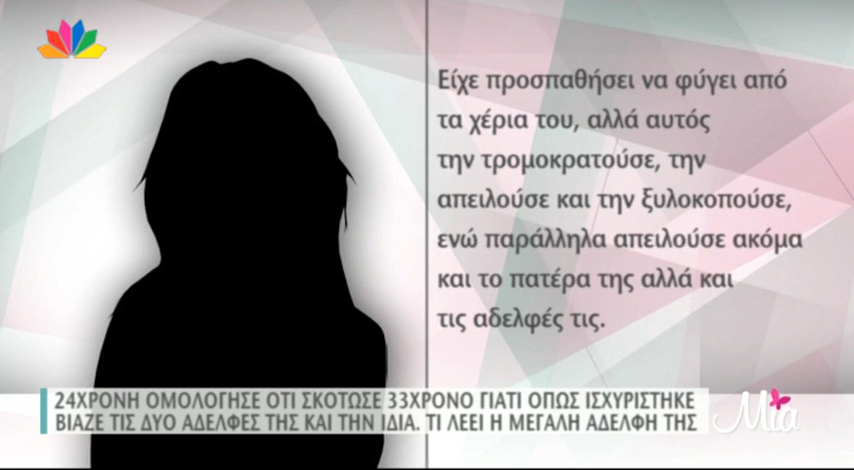 Είχε προσπαθήσει να φύγει από
τα χέρια του, αλλά αυτός
την τρομοκρατούσε, την
απειλούσε και την ξυλοκοπούσε,
ενώ παράλληλα απειλούσε ακόμα
και το πατέρα της αλλά και
τις αδελφές τις.
24ΧΡΟΝΗ ΟΜΟΛΟΓΗΣΕ ΟΤΙ ΣΚΟΤΩΣΕ 33ΧΡΟΝΟ ΓΙΑΤΙ ΟΠΩΣ ΙΣΧΥΡΙΣΤΗΚΕ
ΒΙΑΖΕ ΤΙΣ ΔΥΟ ΑΔΕΛΦΕΣ ΤΗΣ ΚΑΙ ΤΗΝ ΙΔΙΑ. ΤΙ ΛΕΕΙ Η ΜΕΓΑΛΗ ΑΔΕΛΦΗ ΤΗΣ
Μία